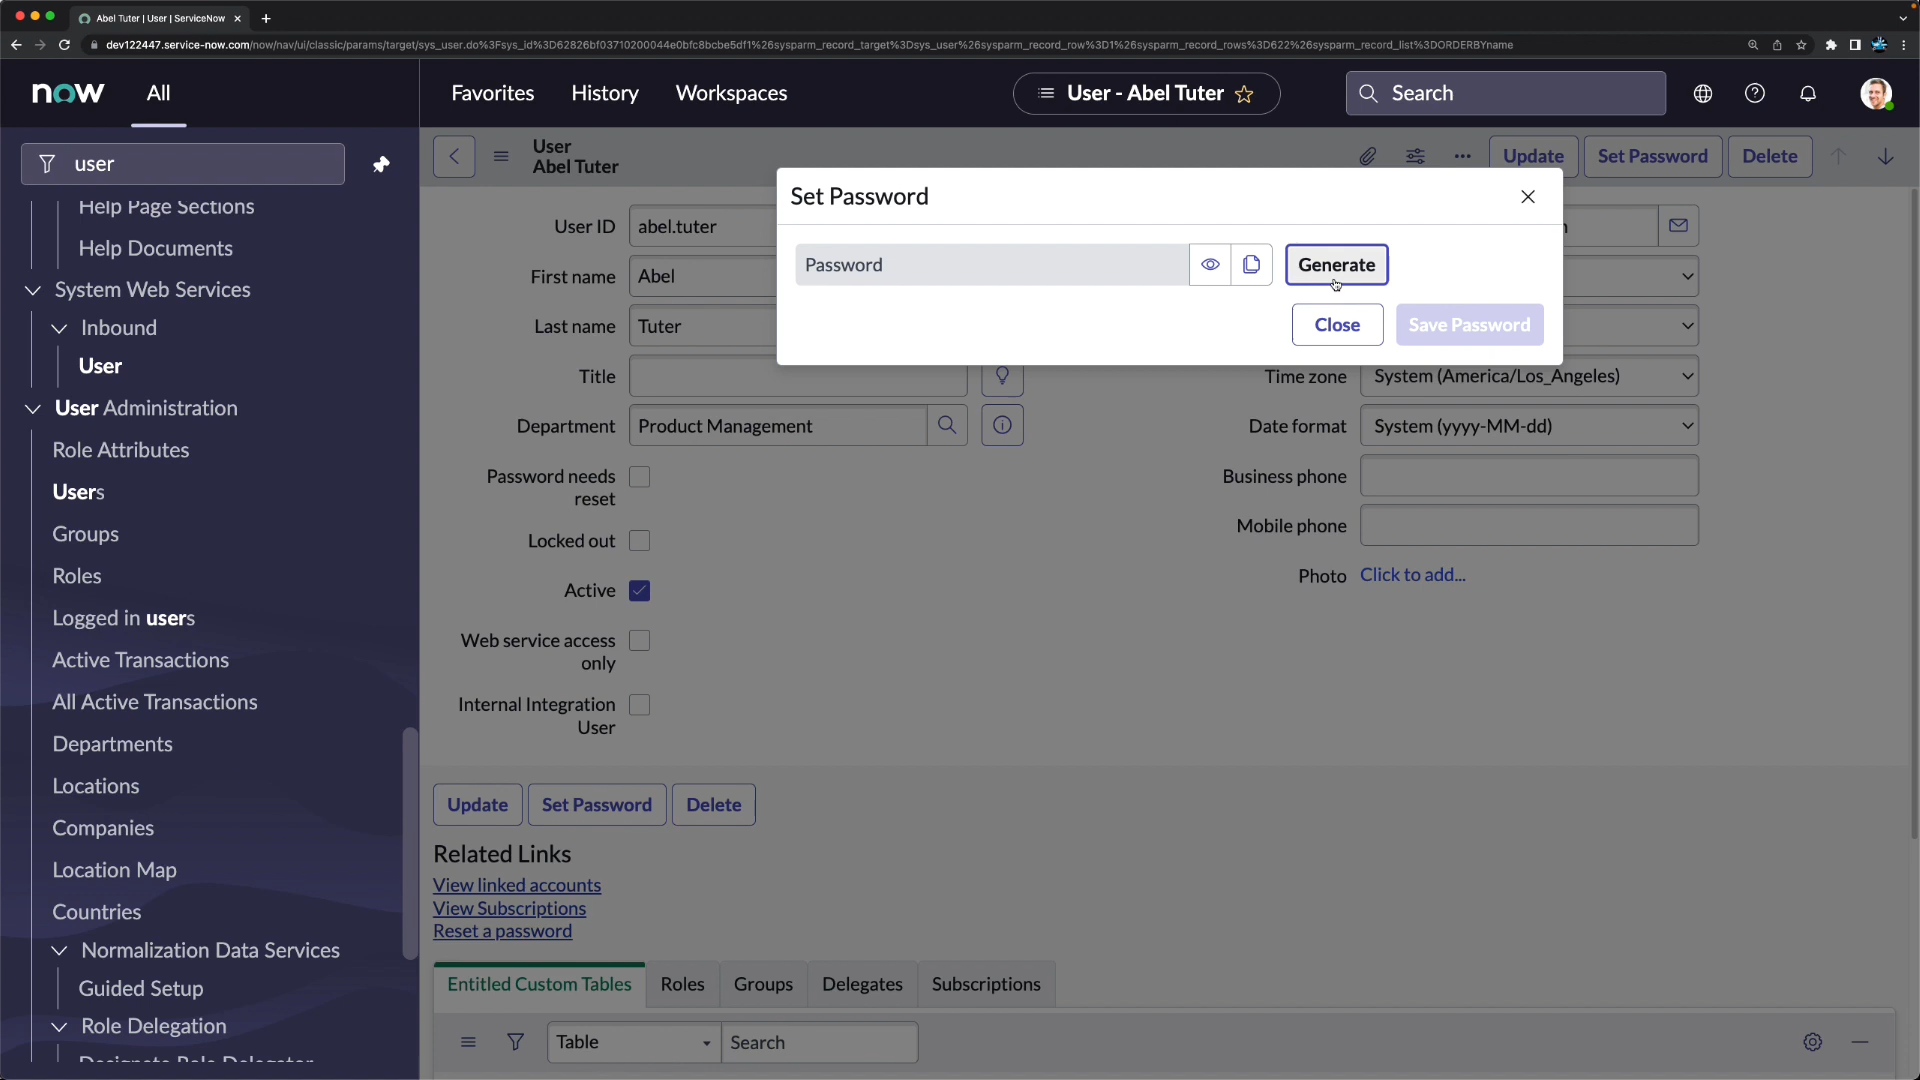 Abel Tuter | User | ServiceNow
dev122447.service-now.com/now/nav/ui/classic/params/target/sys_user.do%3Fsys_id%3D62826bf03710200044e0bfc8bcbe5df1%26sysparm_record_target%3Dsys_user%26sysparm_record_row%3D1%26sysparm_record_rows%3D622%26sysparm_record_list%3DORDERBYname
now
All
Favorites
History
Workspaces
User - Abel Tuter
Search
user
Help Page Sections
Help Documents
System Web Services
Inbound
User
User Administration
Role Attributes
Users
Groups
Roles
Logged in users
Active Transactions
All Active Transactions
Departments
Locations
Companies
Location Map
Countries
Normalization Data Services
Guided Setup
Role Delegation
Designate Role Delegator
User
Abel Tuter
Update
Set Password
Delete
Set Password
Password
Generate
Close
Save Password
User ID
abel.tuter
First name
Abel
Last name
Tuter
Title
Department
Product Management
Password needs
reset
Locked out
Active
Web service access
only
Internal Integration
User
Time zone
System (America/Los_Angeles)
Date format
System (yyyy-MM-dd)
Business phone
Mobile phone
Photo
Click to add...
Update
Set Password
Delete
Related Links
View linked accounts
View Subscriptions
Reset a password
Entitled Custom Tables
Roles
Groups
Delegates
Subscriptions
Table
Search